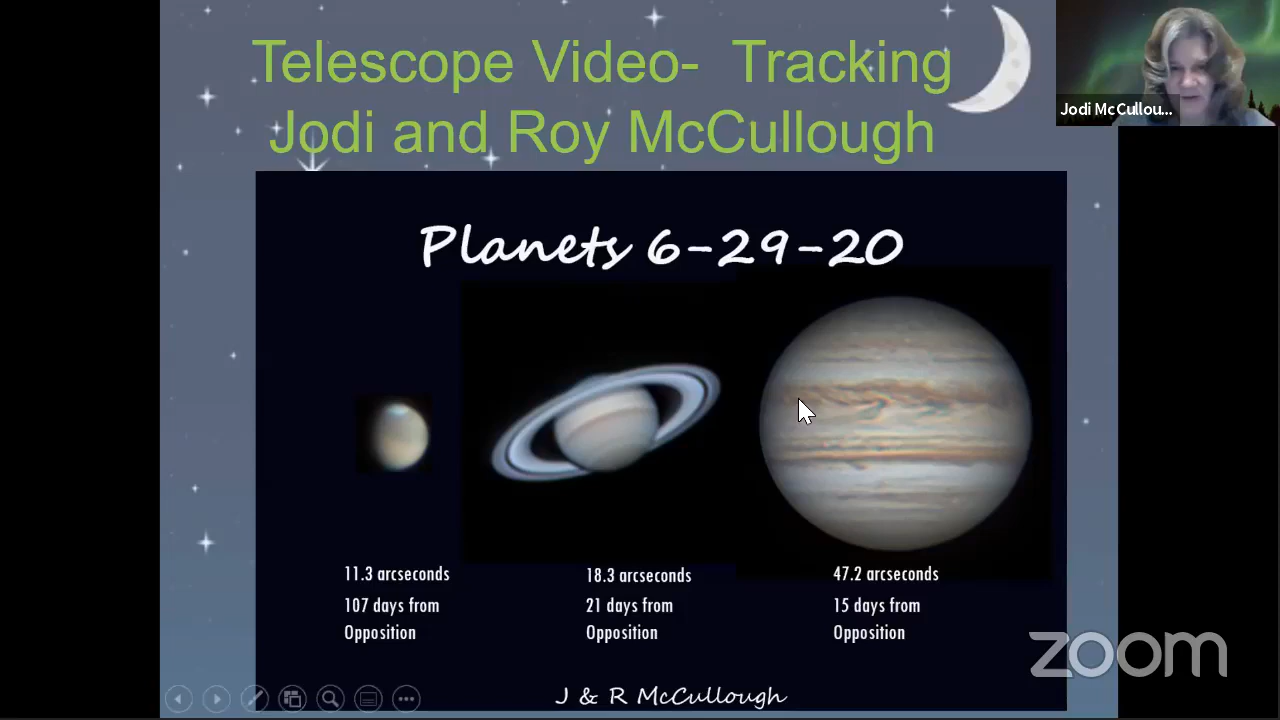 Telescope Video- Tracking
Jodi and Roy McCullough
Jodi McCullou...
Planets 6-29-20
11.3 arcseconds
107 days from
Opposition
18.3 arcseconds
21 days from
Opposition
47.2 arcseconds
15 days from
Opposition
J & R McCullough
zoom